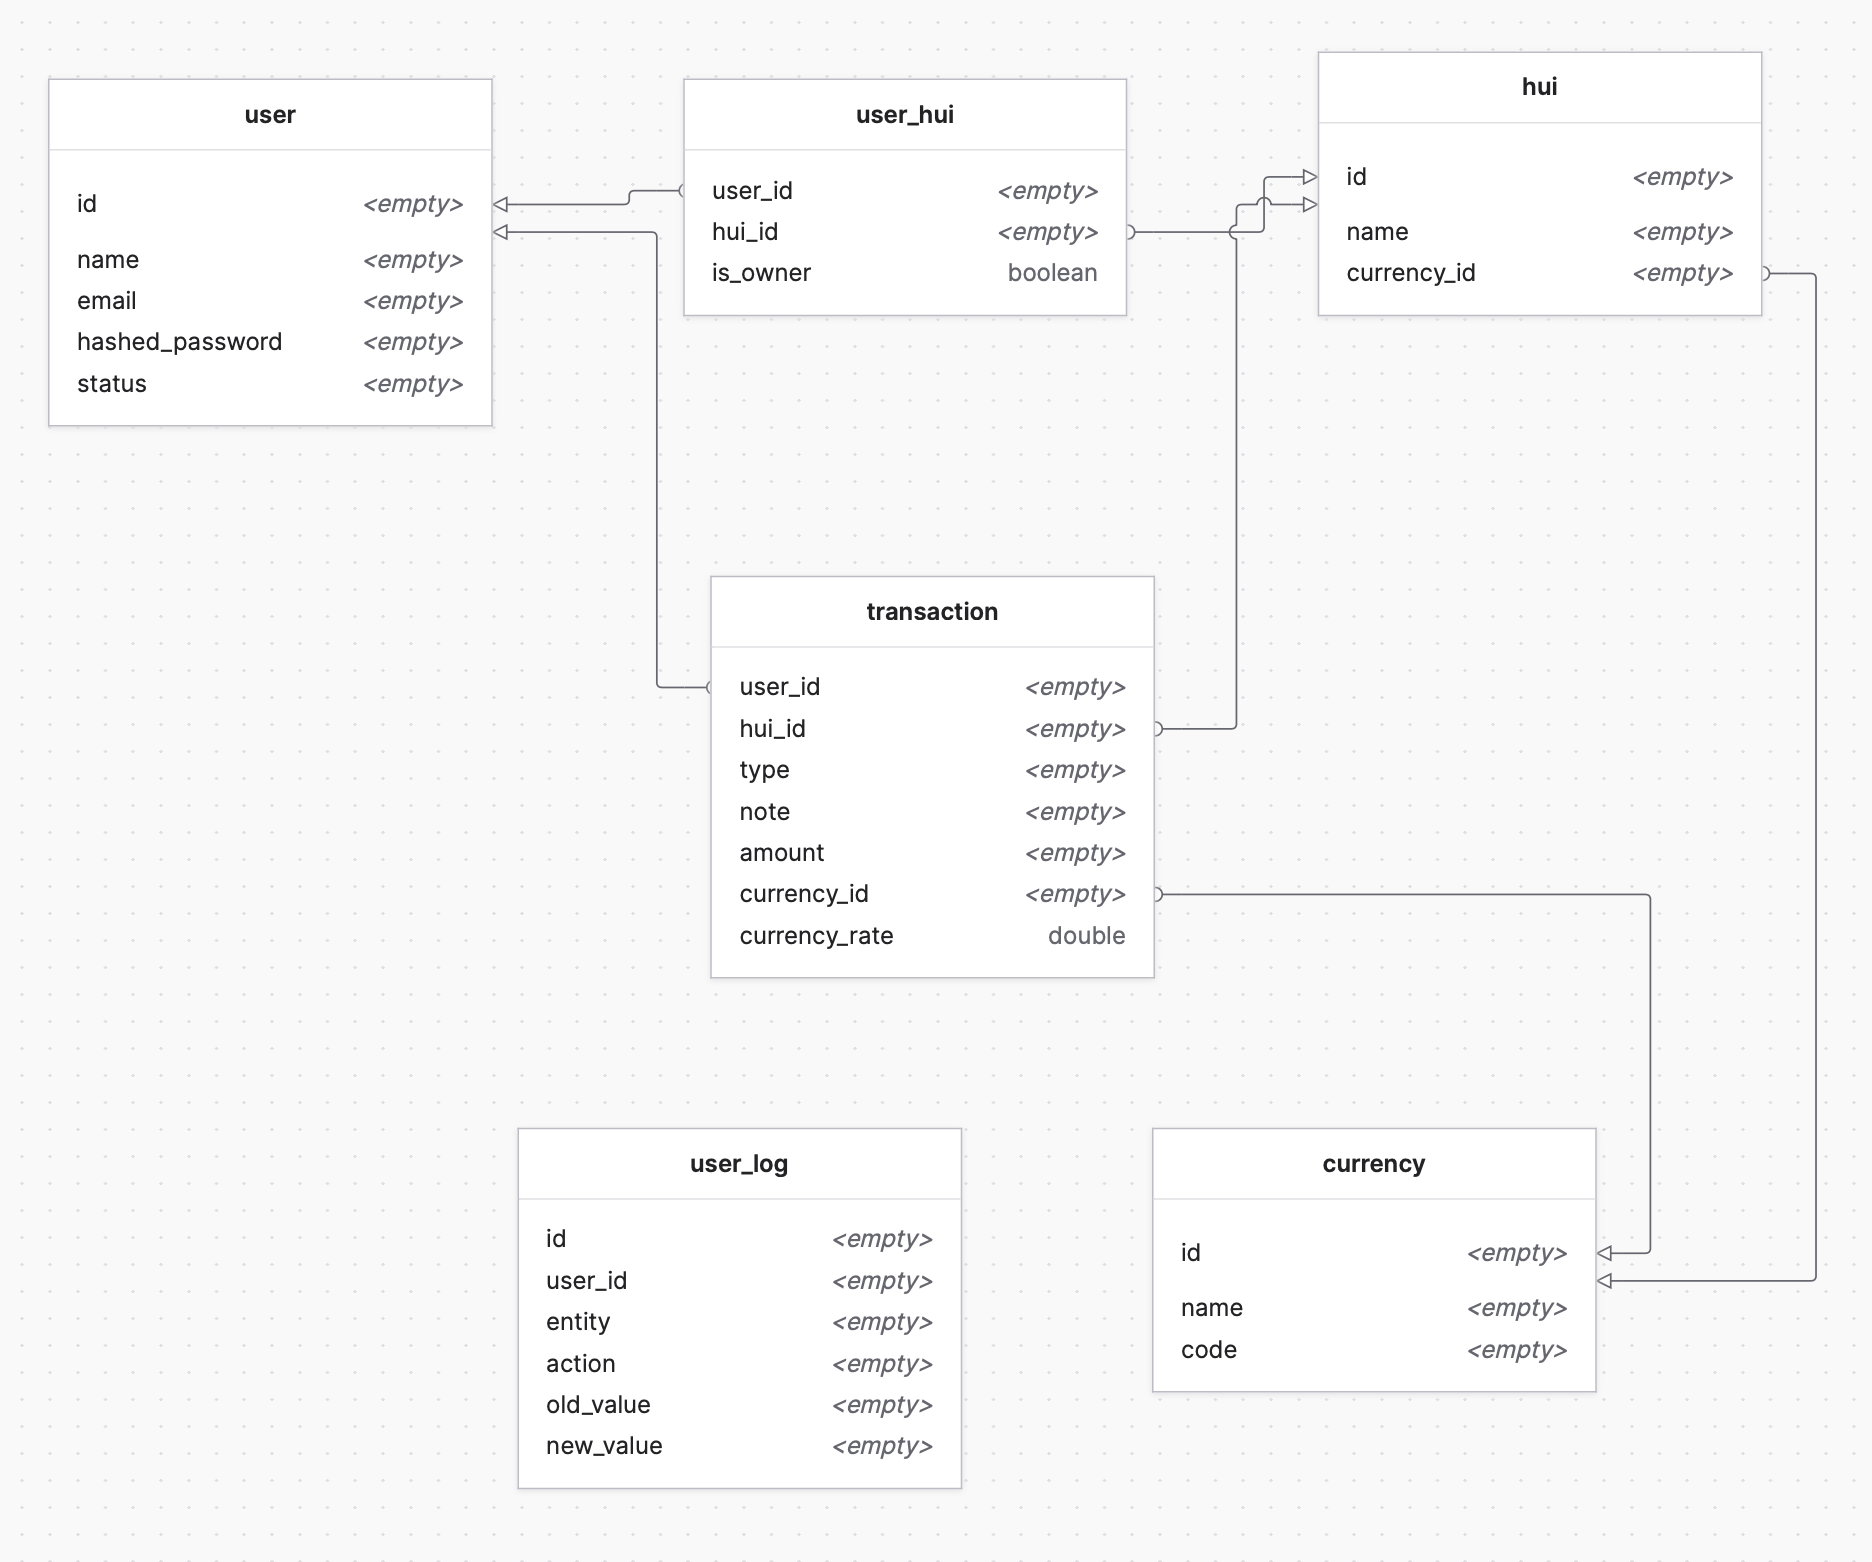 user
id <empty>
name <empty>
email <empty>
hashed_password <empty>
status <empty>
user_hui
user_id <empty>
hui_id <empty>
is_owner boolean
hui
id <empty>
name <empty>
currency_id <empty>
transaction
user_id <empty>
hui_id <empty>
type <empty>
note <empty>
amount <empty>
currency_id <empty>
currency_rate double
user_log
id <empty>
user_id <empty>
entity <empty>
action <empty>
old_value <empty>
new_value <empty>
currency
id <empty>
name <empty>
code <empty>